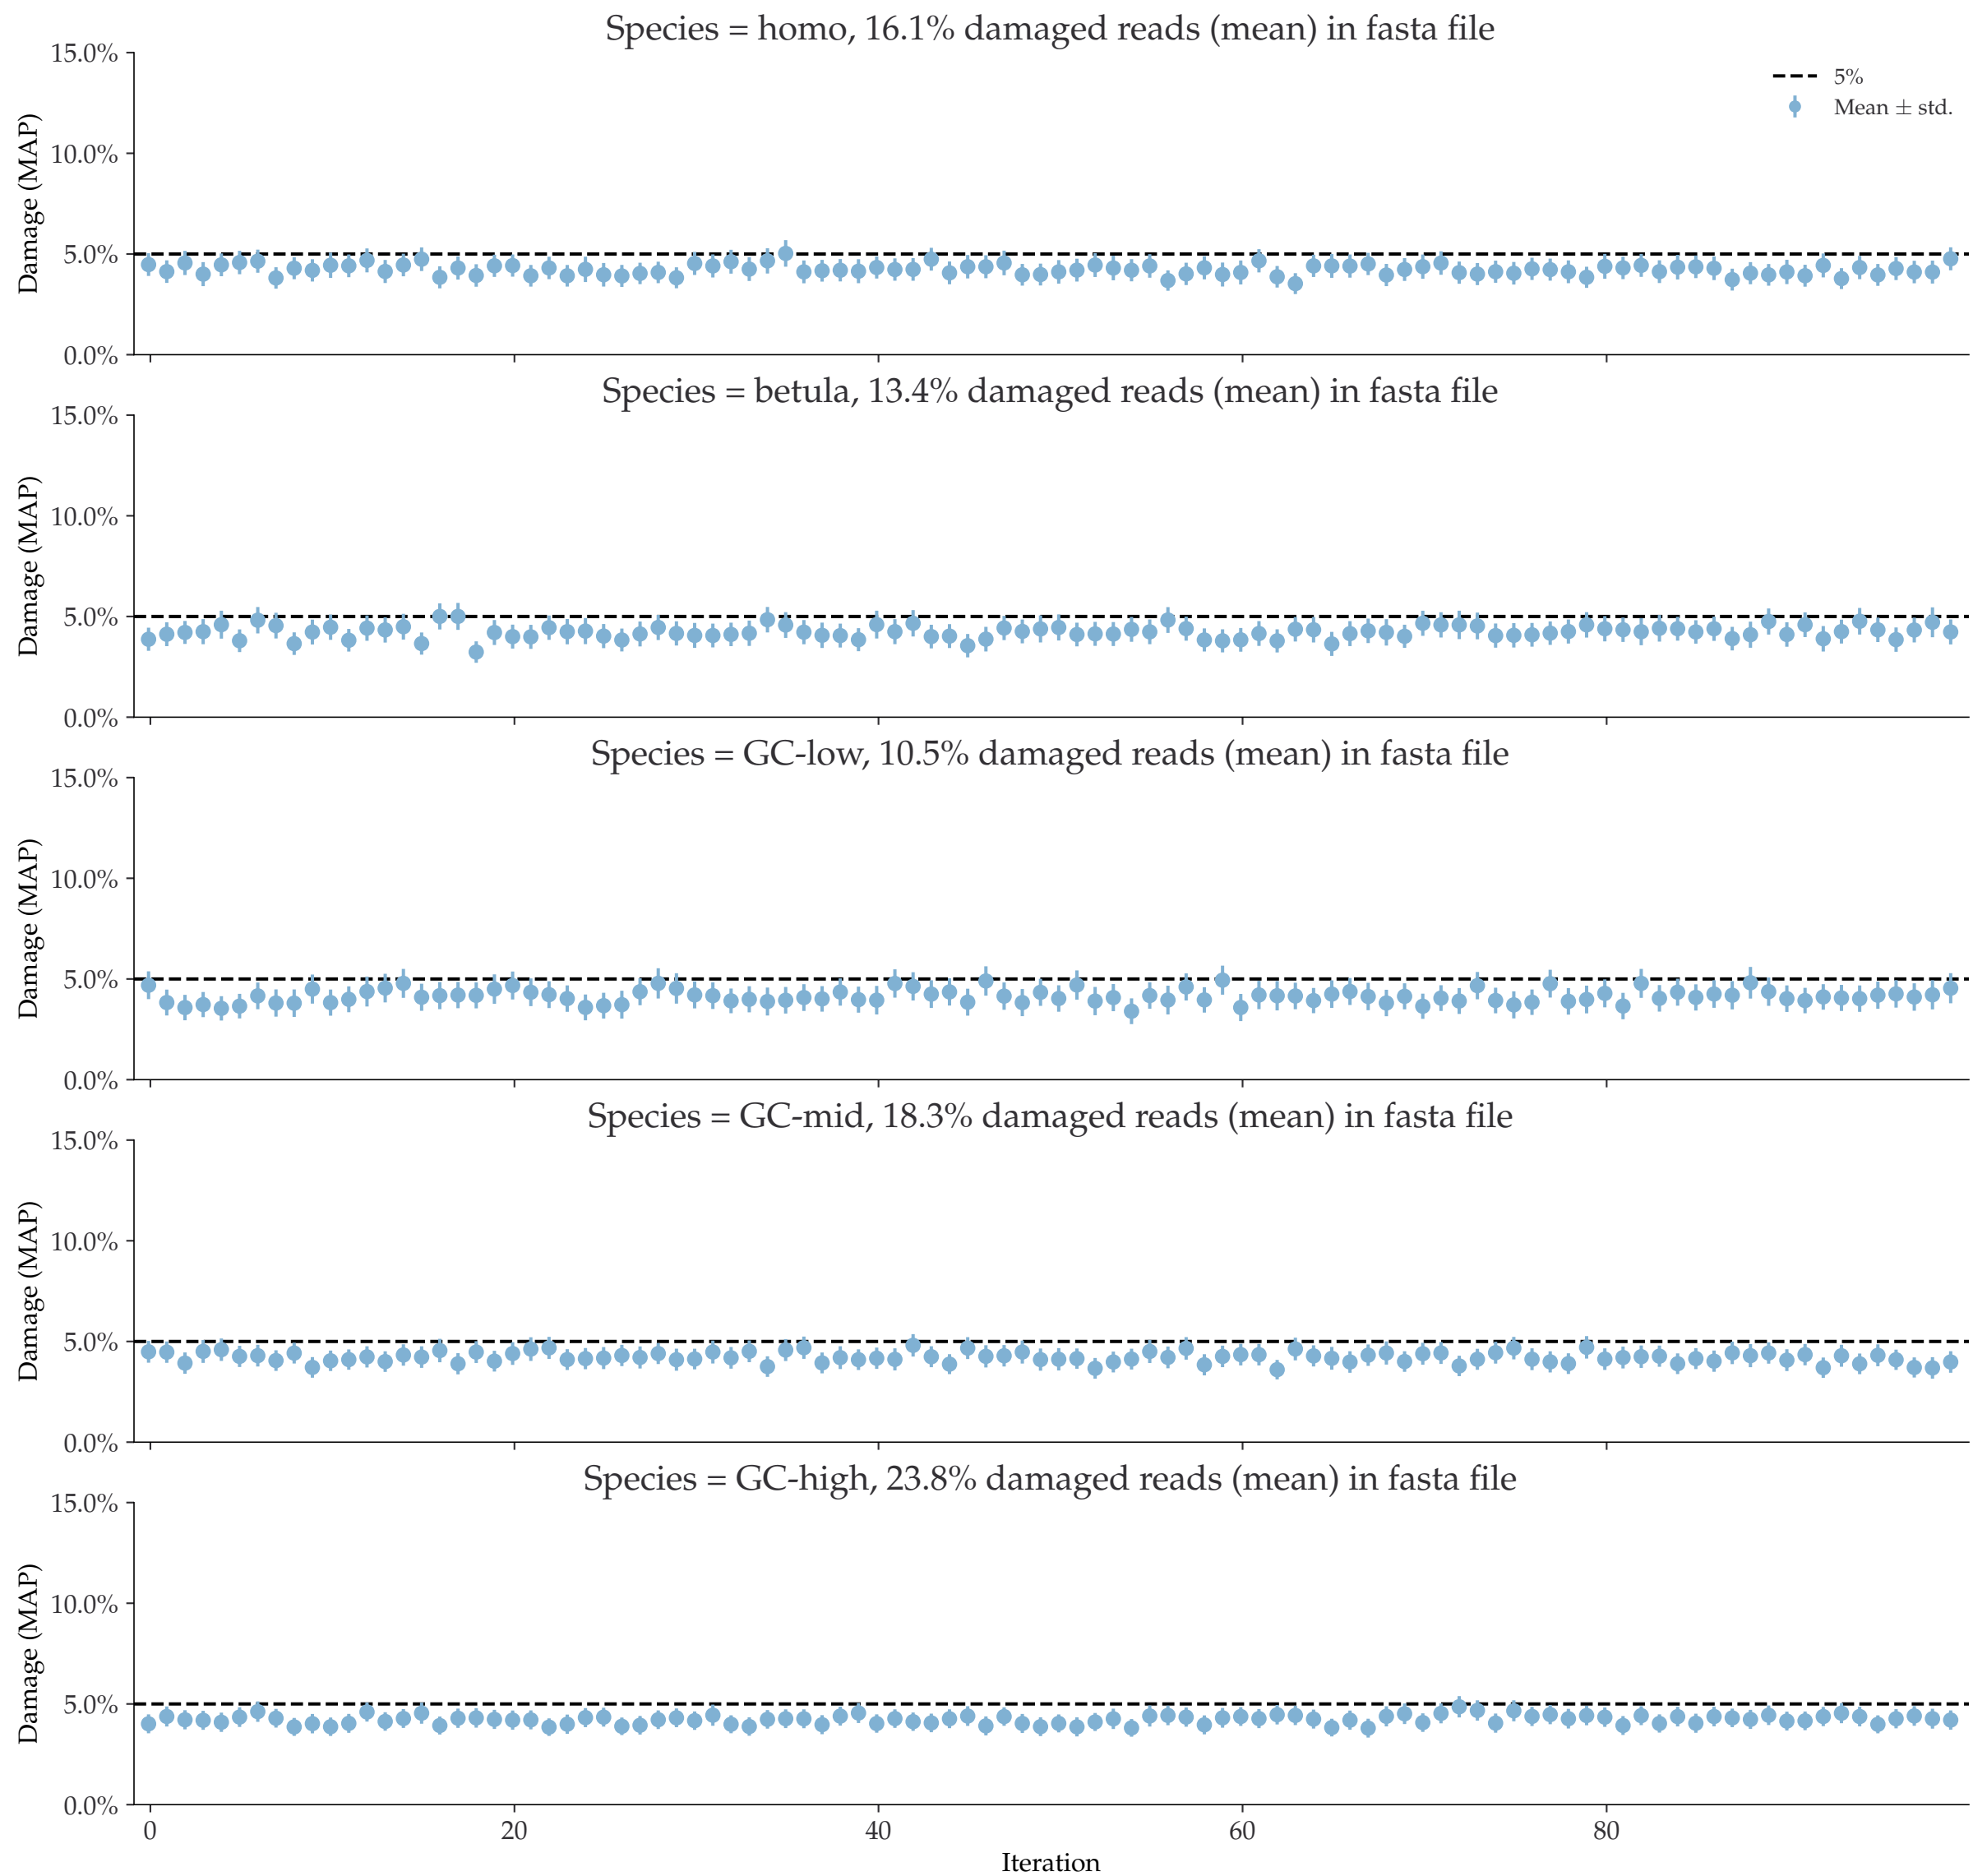 Species = homo, 16.1% damaged reads (mean) in fasta file
15.0%
10.0%
5.0%
0.0%
Damage (MAP)
5%
Mean ± std.
Species = betula, 13.4% damaged reads (mean) in fasta file
15.0%
10.0%
5.0%
0.0%
Damage (MAP)
Species = GC-low, 10.5% damaged reads (mean) in fasta file
15.0%
10.0%
5.0%
0.0%
Damage (MAP)
Species = GC-mid, 18.3% damaged reads (mean) in fasta file
15.0%
10.0%
5.0%
0.0%
Damage (MAP)
Species = GC-high, 23.8% damaged reads (mean) in fasta file
15.0%
10.0%
5.0%
0.0%
Damage (MAP)
0 20 40 60 80
Iteration